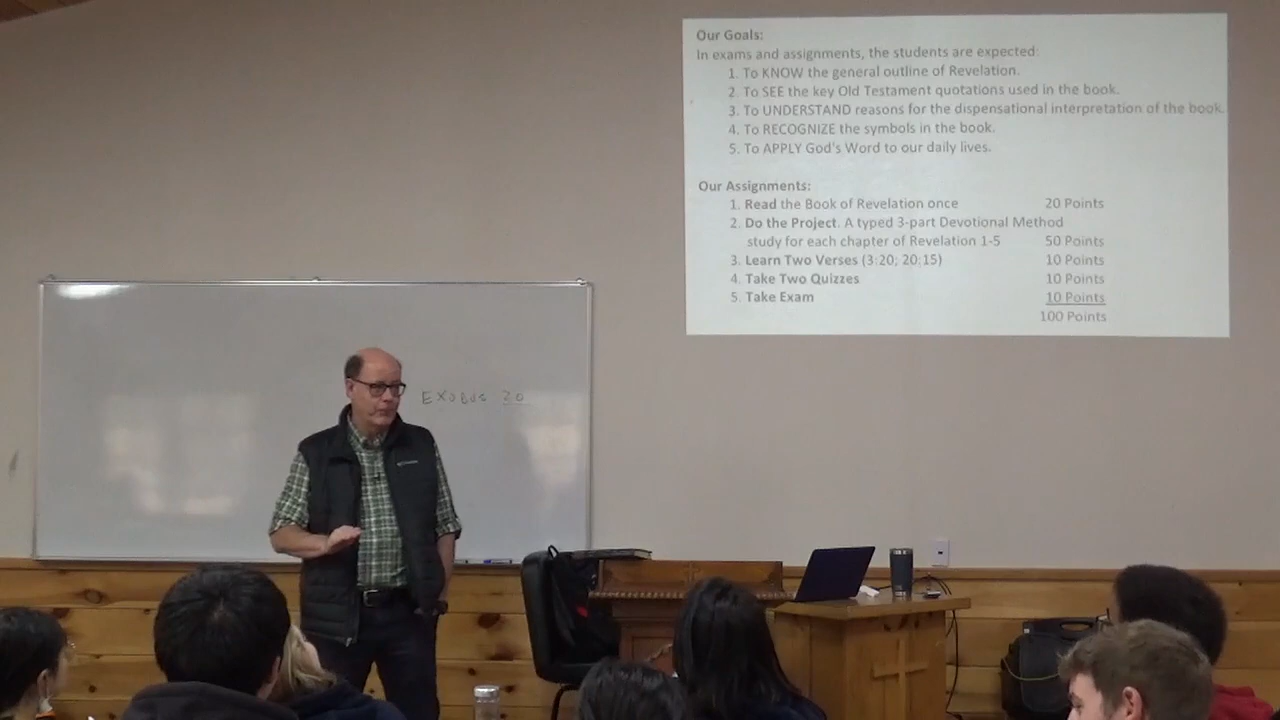 Our Goals:
In exams and assignments, the students are expected:
1. To KNOW the general outline of Revelation.
2. To SEE the key Old Testament quotations used in the book.
3. To UNDERSTAND reasons for the dispensational interpretation of the book.
4. To RECOGNIZE the symbols in the book.
5. To APPLY God's Word to our daily lives.
Our Assignments:
1. Read the Book of Revelation once 20 Points
2. Do the Project. A typed 3-part Devotional Method
study for each chapter of Revelation 1-5 50 Points
3. Learn Two Verses (3:20; 20:15) 10 Points
4. Take Two Quizzes 10 Points
5. Take Exam 10 Points
100 Points
EXODUS 20